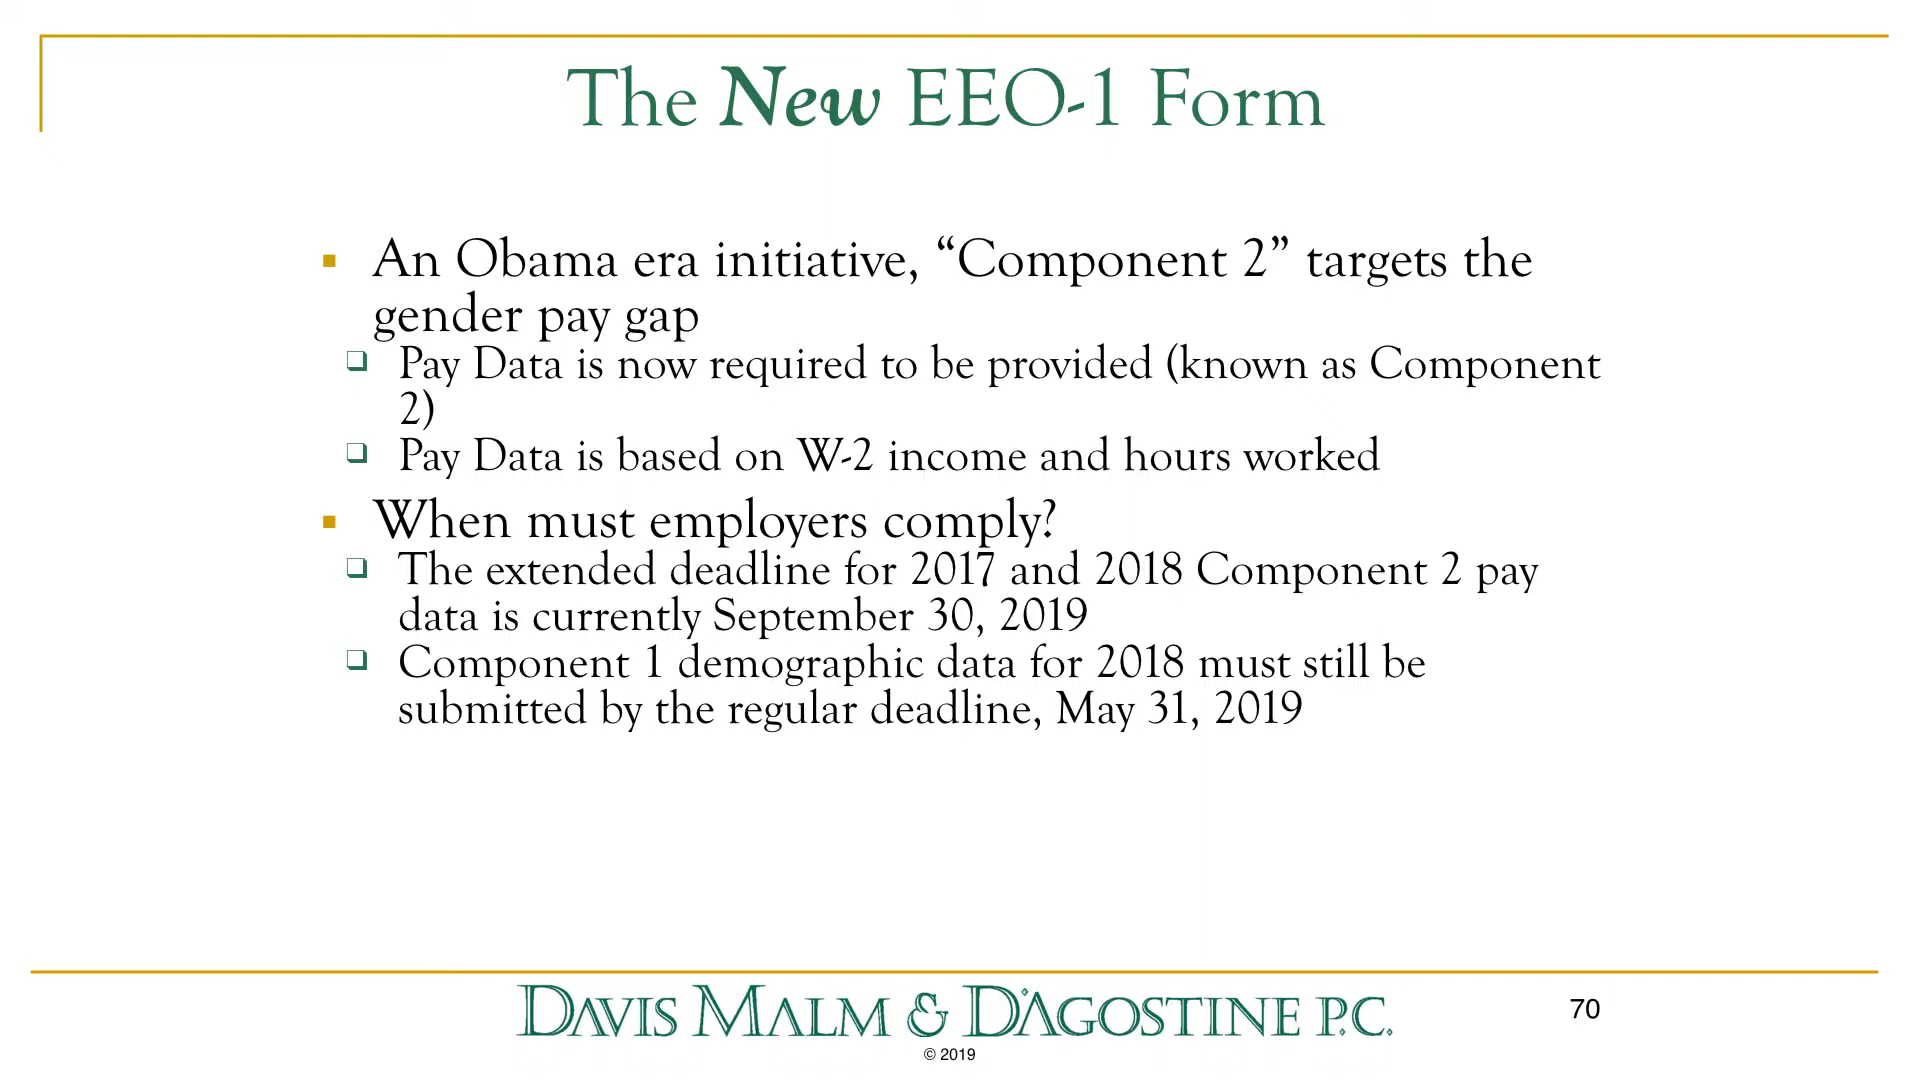 The New EEO-1 Form
An Obama era initiative, “Component 2” targets the
gender pay gap
Pay Data is now required to be provided (known as Component
2)
Pay Data is based on W-2 income and hours worked
When must employers comply?
The extended deadline for 2017 and 2018 Component 2 pay
data is currently September 30, 2019
Component 1 demographic data for 2018 must still be
submitted by the regular deadline, May 31, 2019
DAVIS MALM & D'AGOSTINE P.C.
70
© 2019